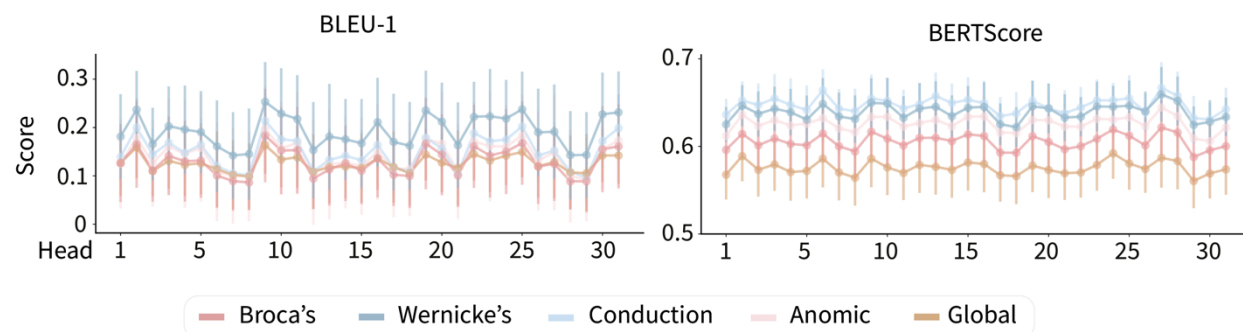 BLEU-1
BERTScore
Score
0.3
0.2
0.1
0
Head 1 5 10 15 20 25 30
0.7
0.6
0.5
1 5 10 15 20 25 30
Broca's Wernicke's Conduction Anomic Global